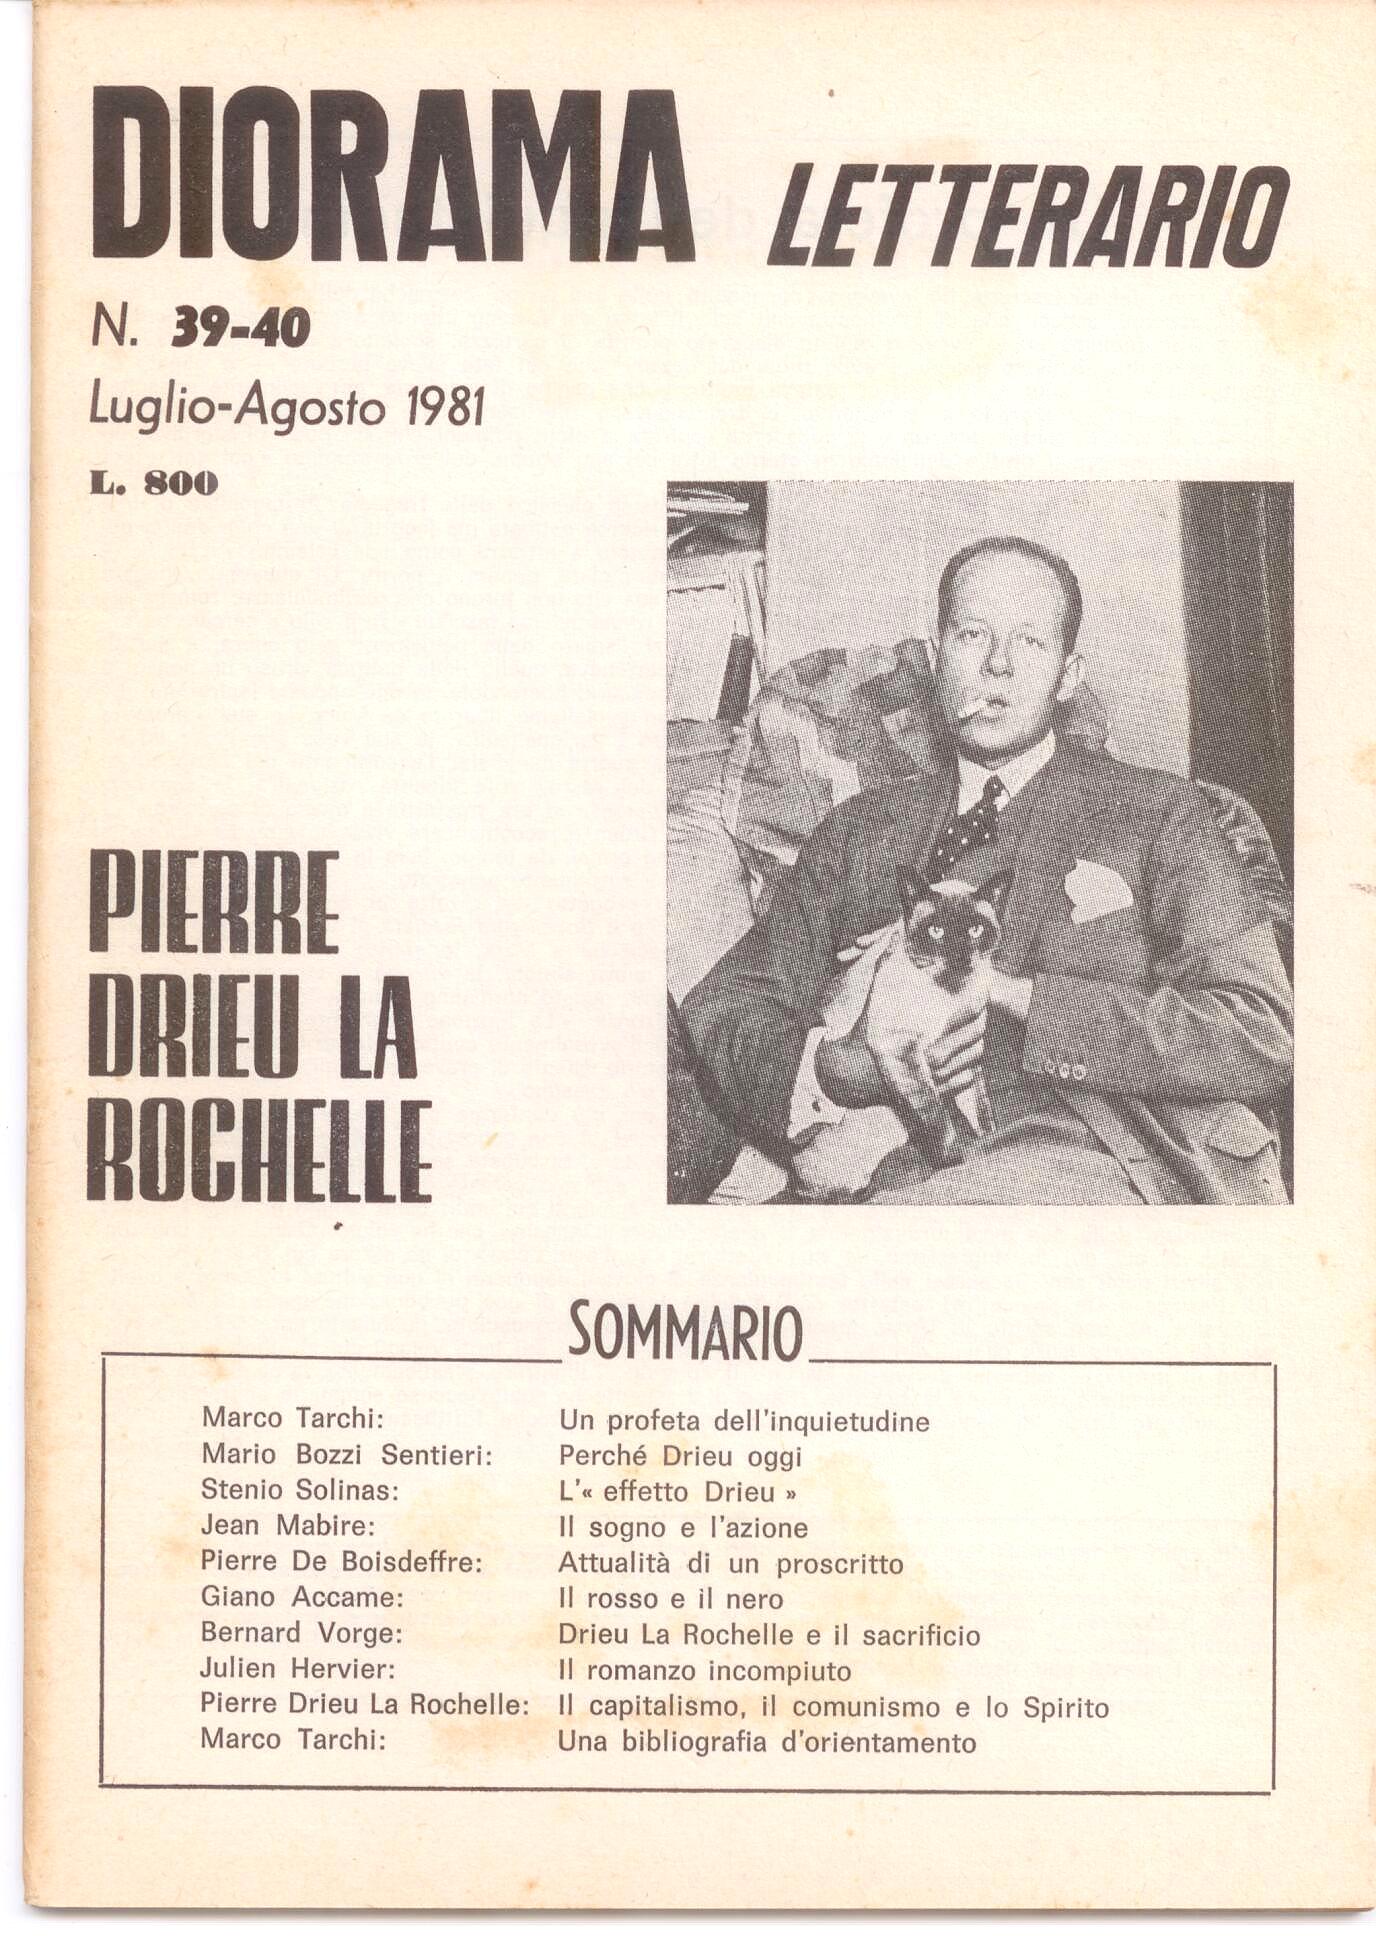 DIORAMA LETTERARIO
N. 39-40
Luglio-Agosto 1981
L. 800
PIERRE
DRIEU LA
ROCHELLE
SOMMARIO
Marco Tarchi: Un profeta dell'inquietudine
Mario Bozzi Sentieri: Perché Drieu oggi
Stenio Solinas: L'« effetto Drieu »
Jean Mabire: Il sogno e l'azione
Pierre De Boisdeffre: Attualità di un proscritto
Giano Accame: Il rosso e il nero
Bernard Vorge: Drieu La Rochelle e il sacrificio
Julien Hervier: Il romanzo incompiuto
Pierre Drieu La Rochelle: Il capitalismo, il comunismo e lo Spirito
Marco Tarchi: Una bibliografia d'orientamento